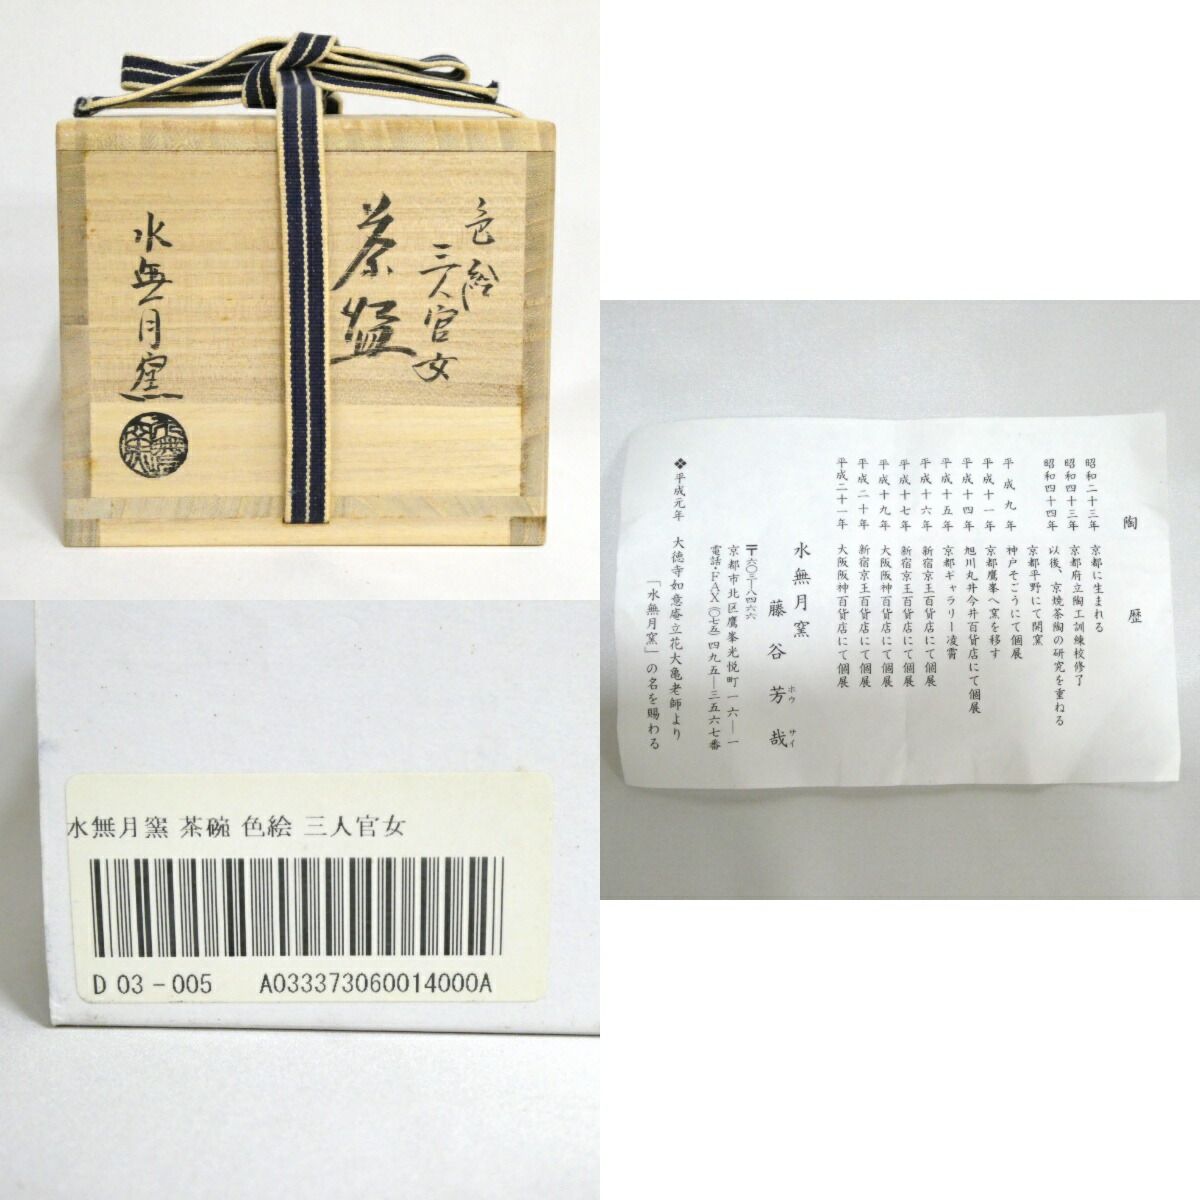 色絵
三人官女
茶盌
水無月窯
陶歴
昭和二十三年 京都に生まれる
昭和四十三年 京都府立陶工訓練校修了
昭和四十四年 以後、京焼茶陶の研究を重ねる
京都平野にて開窯
平成九年 神戸そごうにて個展
平成十一年 京都鷹峯へ窯を移す
平成十四年 旭川丸井今井百貨店にて個展
平成十五年 京都ギャラリー凌霄
平成十六年 新宿京王百貨店にて個展
平成十七年 新宿京王百貨店にて個展
平成十九年 大阪阪神百貨店にて個展
平成二十年 新宿京王百貨店にて個展
平成二十一年 大阪阪神百貨店にて個展
水無月窯
藤谷芳哉
ホウ サイ
〒六〇三―八四六六
京都市北区鷹峯光悦町一六―一
電話・FAX(〇七五)四九五―三五六七番
❖平成元年 大徳寺如意庵立花大亀老師より
「水無月窯」の名を賜わる
水無月窯 茶碗 色絵 三人官女
D 03-005 A033373060014000A